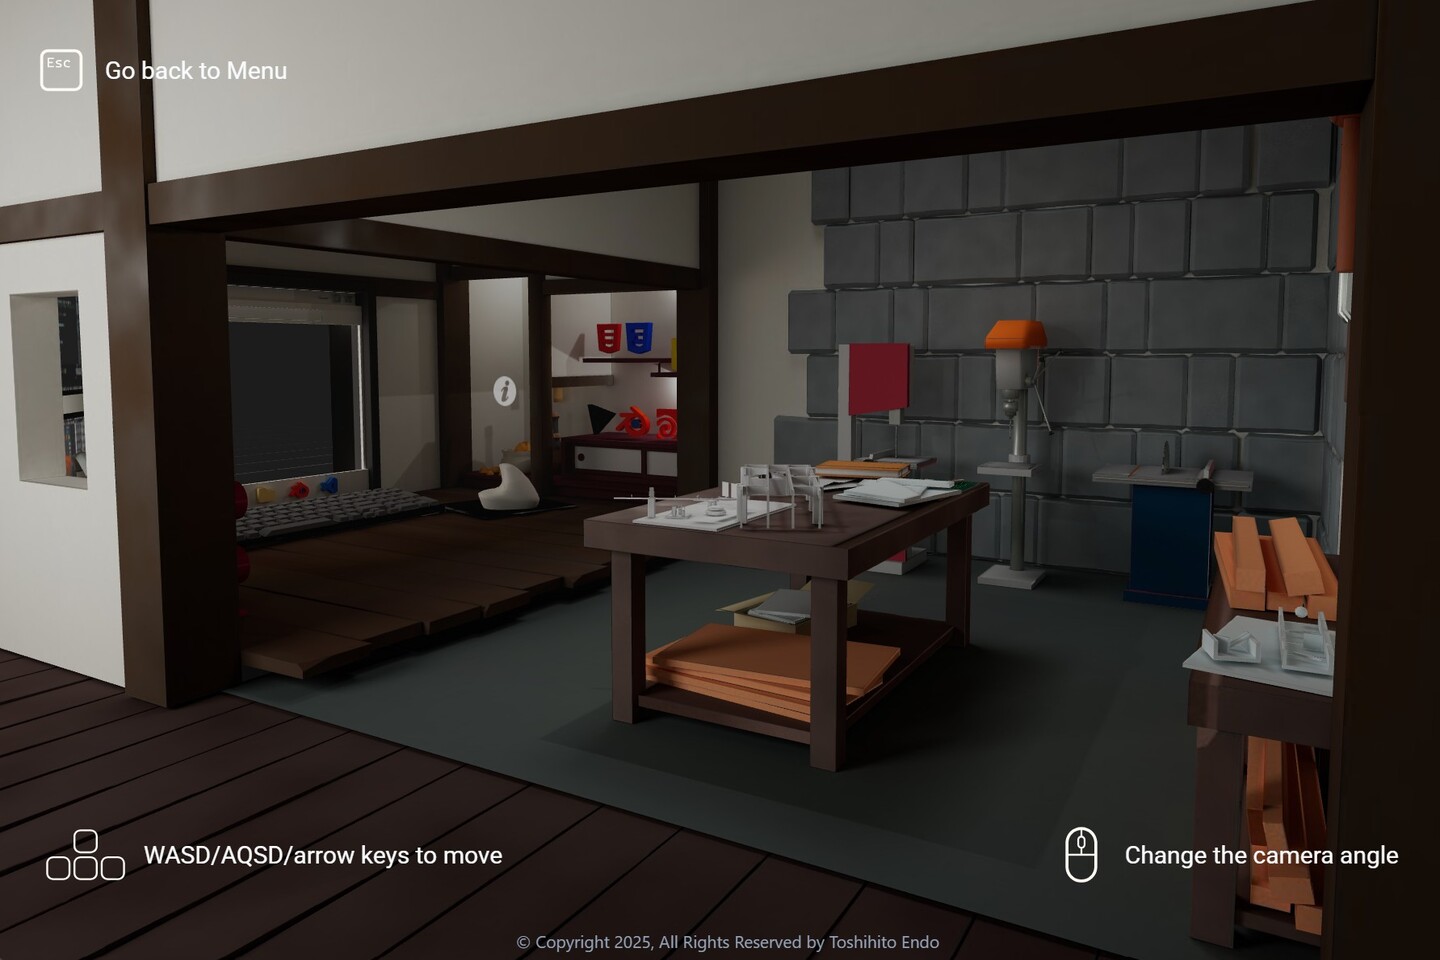 Esc
Go back to Menu
WASD/AQSD/arrow keys to move
Change the camera angle
© Copyright 2025, All Rights Reserved by Toshihito Endo